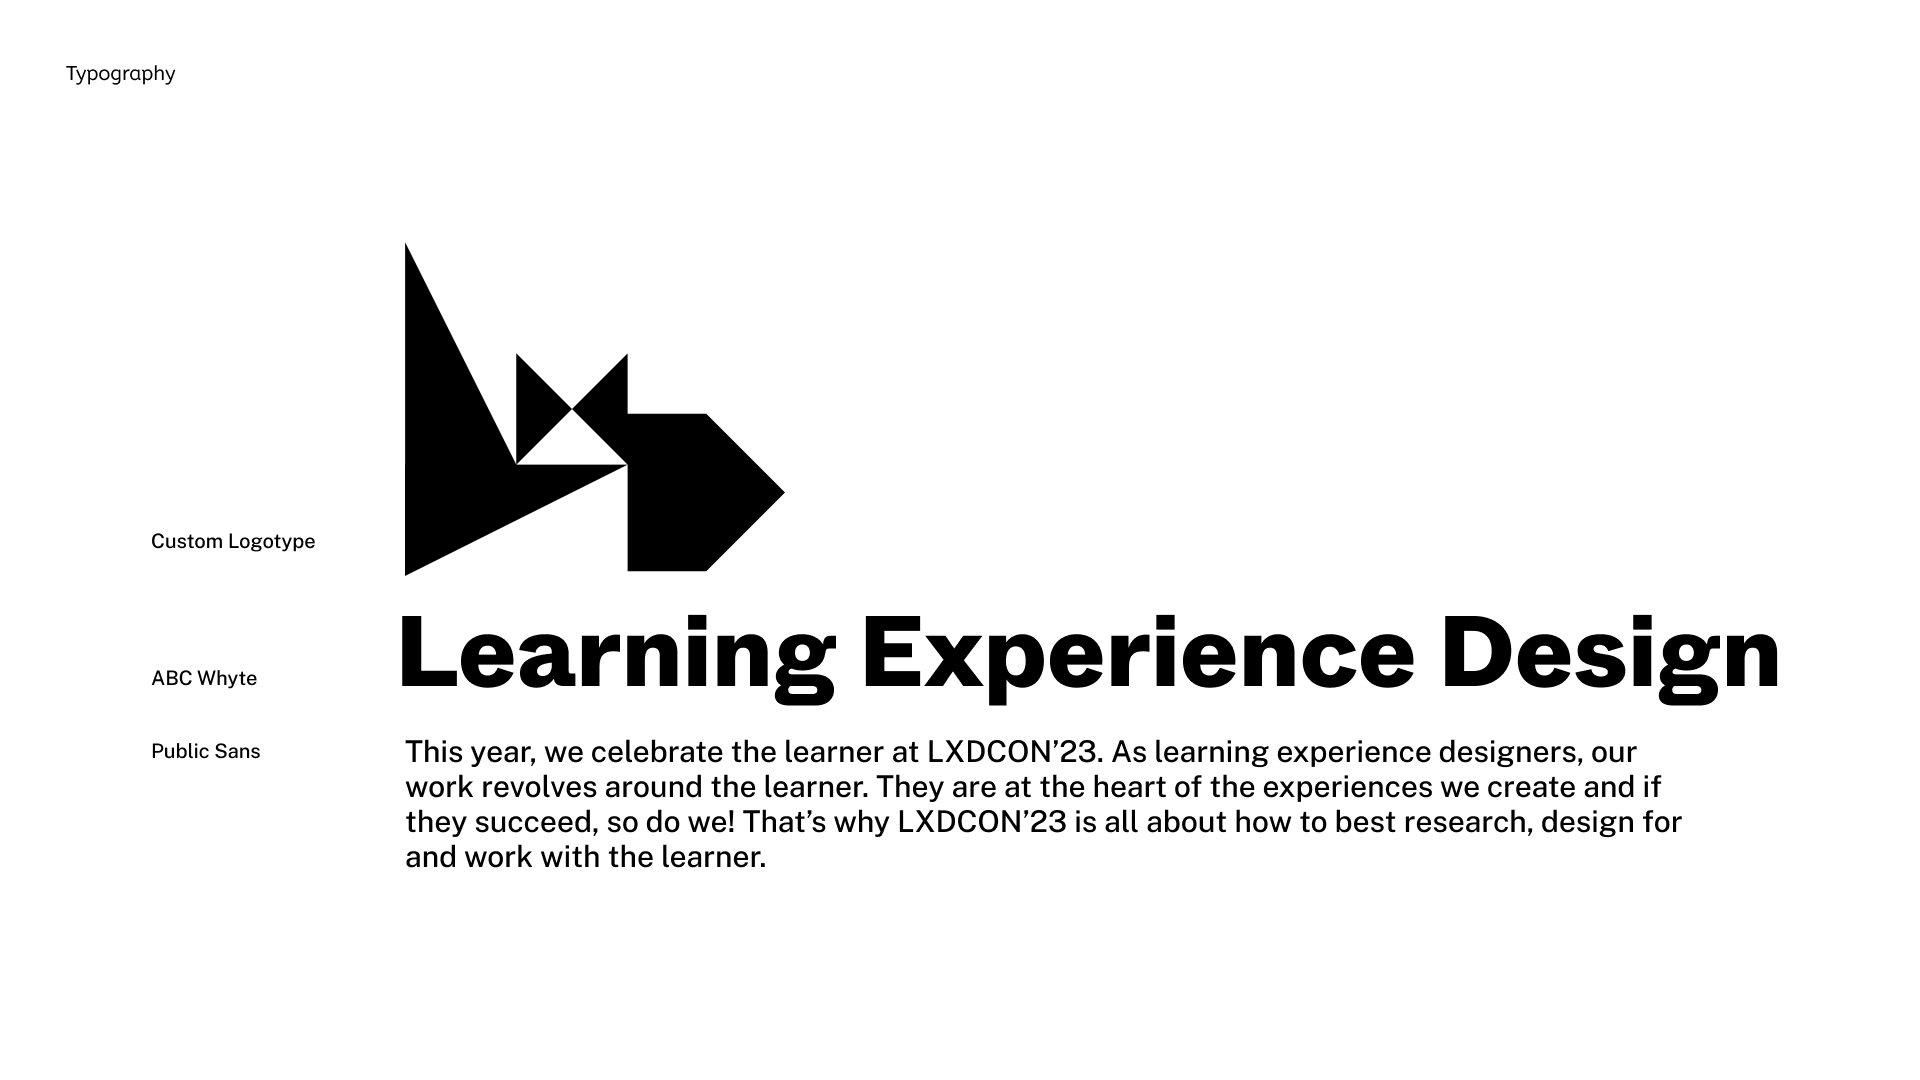 Typography
Custom Logotype
ABC Whyte
Learning Experience Design
Public Sans
This year, we celebrate the learner at LXDCON’23. As learning experience designers, our
work revolves around the learner. They are at the heart of the experiences we create and if
they succeed, so do we! That’s why LXDCON’23 is all about how to best research, design for
and work with the learner.